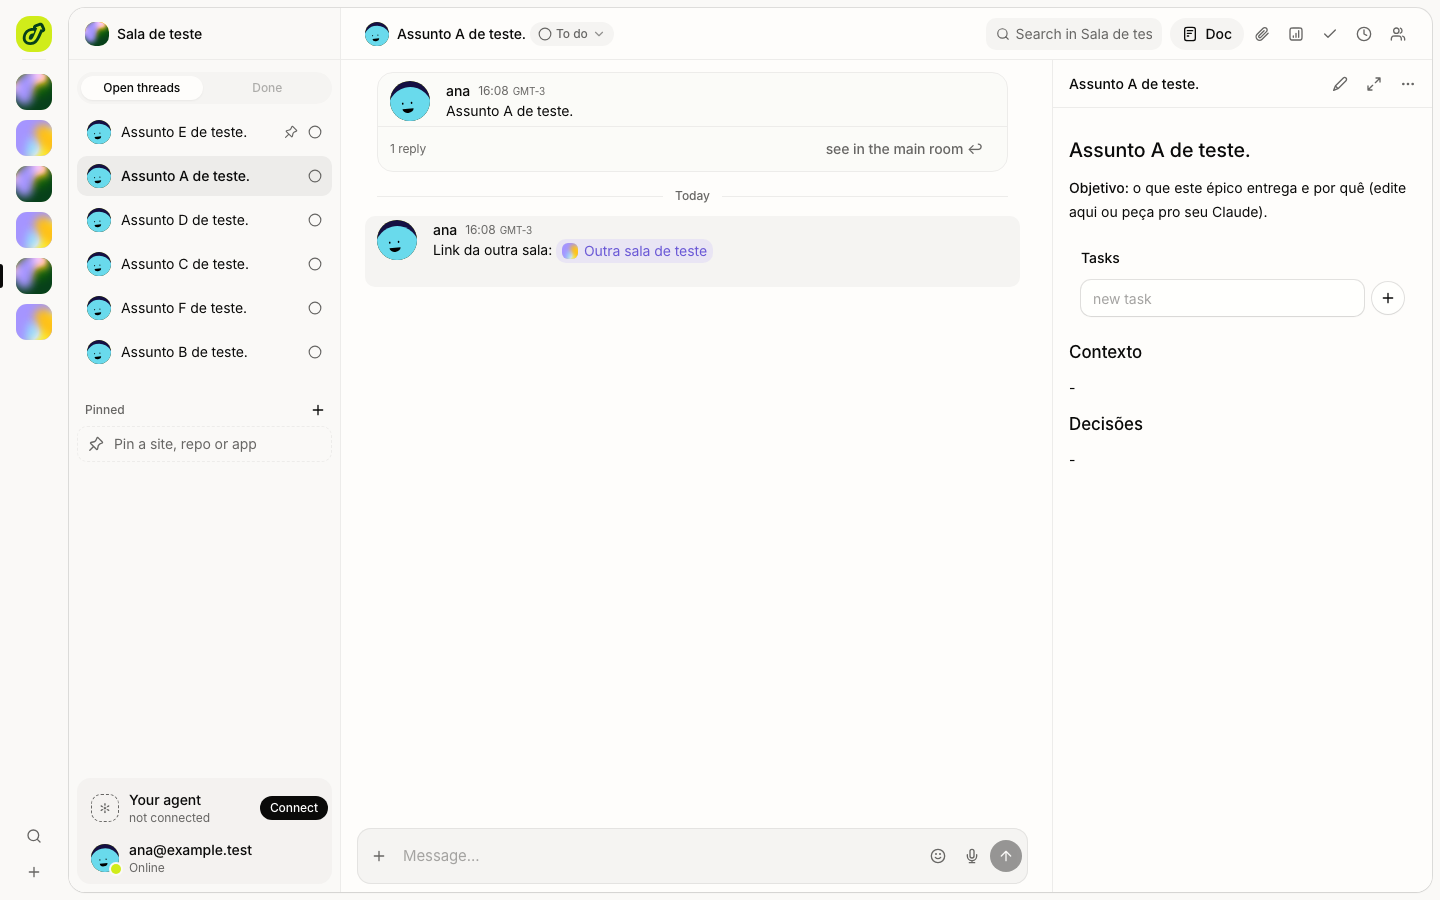 Sala de teste
Open threads
Done
Assunto E de teste.
Assunto A de teste.
Assunto D de teste.
Assunto C de teste.
Assunto F de teste.
Assunto B de teste.
Pinned
Pin a site, repo or app
Your agent
not connected
Connect
ana@example.test
Online
Assunto A de teste.
To do
Search in Sala de tes
Doc
ana 16:08 GMT-3
Assunto A de teste.
1 reply
see in the main room
Today
ana 16:08 GMT-3
Link da outra sala: Outra sala de teste
Message...
Assunto A de teste.
Assunto A de teste.
Objetivo: o que este épico entrega e por quê (edite
aqui ou peça pro seu Claude).
Tasks
new task
Contexto
-
Decisões
-